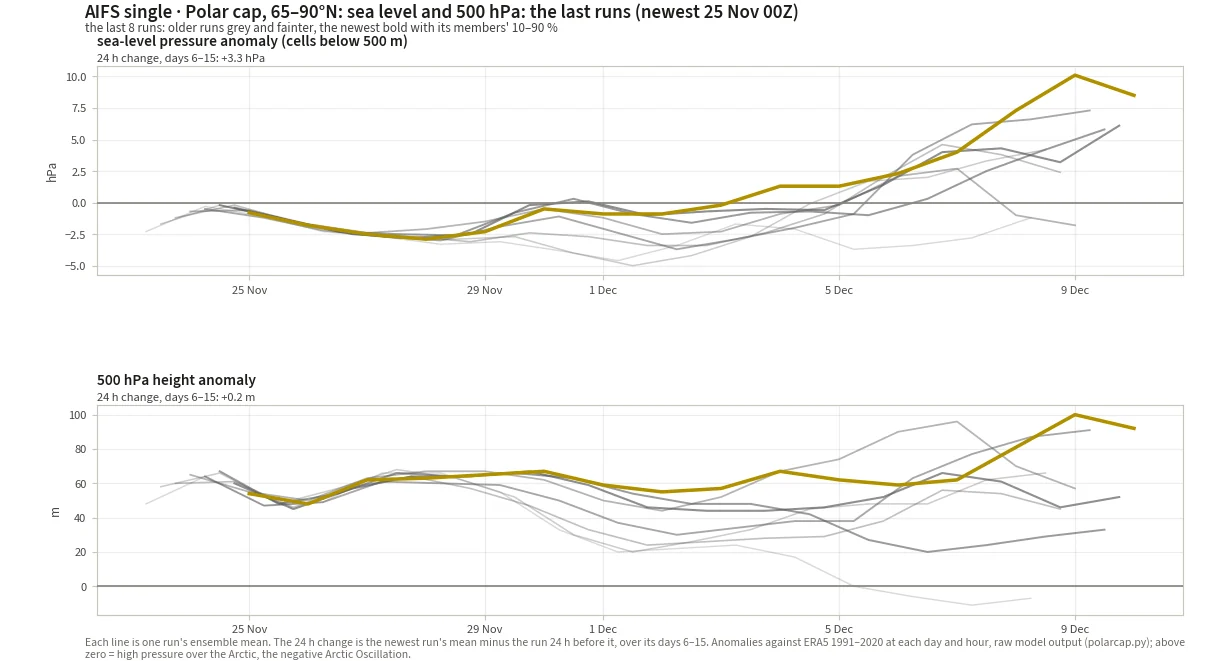 AIFS single · Polar cap, 65–90°N: sea level and 500 hPa: the last runs (newest 25 Nov 00Z)
the last 8 runs: older runs grey and fainter, the newest bold with its members' 10–90 %
sea-level pressure anomaly (cells below 500 m)
24 h change, days 6–15: +3.3 hPa
10.0
7.5
5.0
2.5
0.0
−2.5
−5.0
hPa
25 Nov
29 Nov
1 Dec
5 Dec
9 Dec
500 hPa height anomaly
24 h change, days 6–15: +0.2 m
100
80
60
40
20
0
m
25 Nov
29 Nov
1 Dec
5 Dec
9 Dec
Each line is one run's ensemble mean. The 24 h change is the newest run's mean minus the run 24 h before it, over its days 6–15. Anomalies against ERA5 1991–2020 at each day and hour, raw model output (polarcap.py); above
zero = high pressure over the Arctic, the negative Arctic Oscillation.